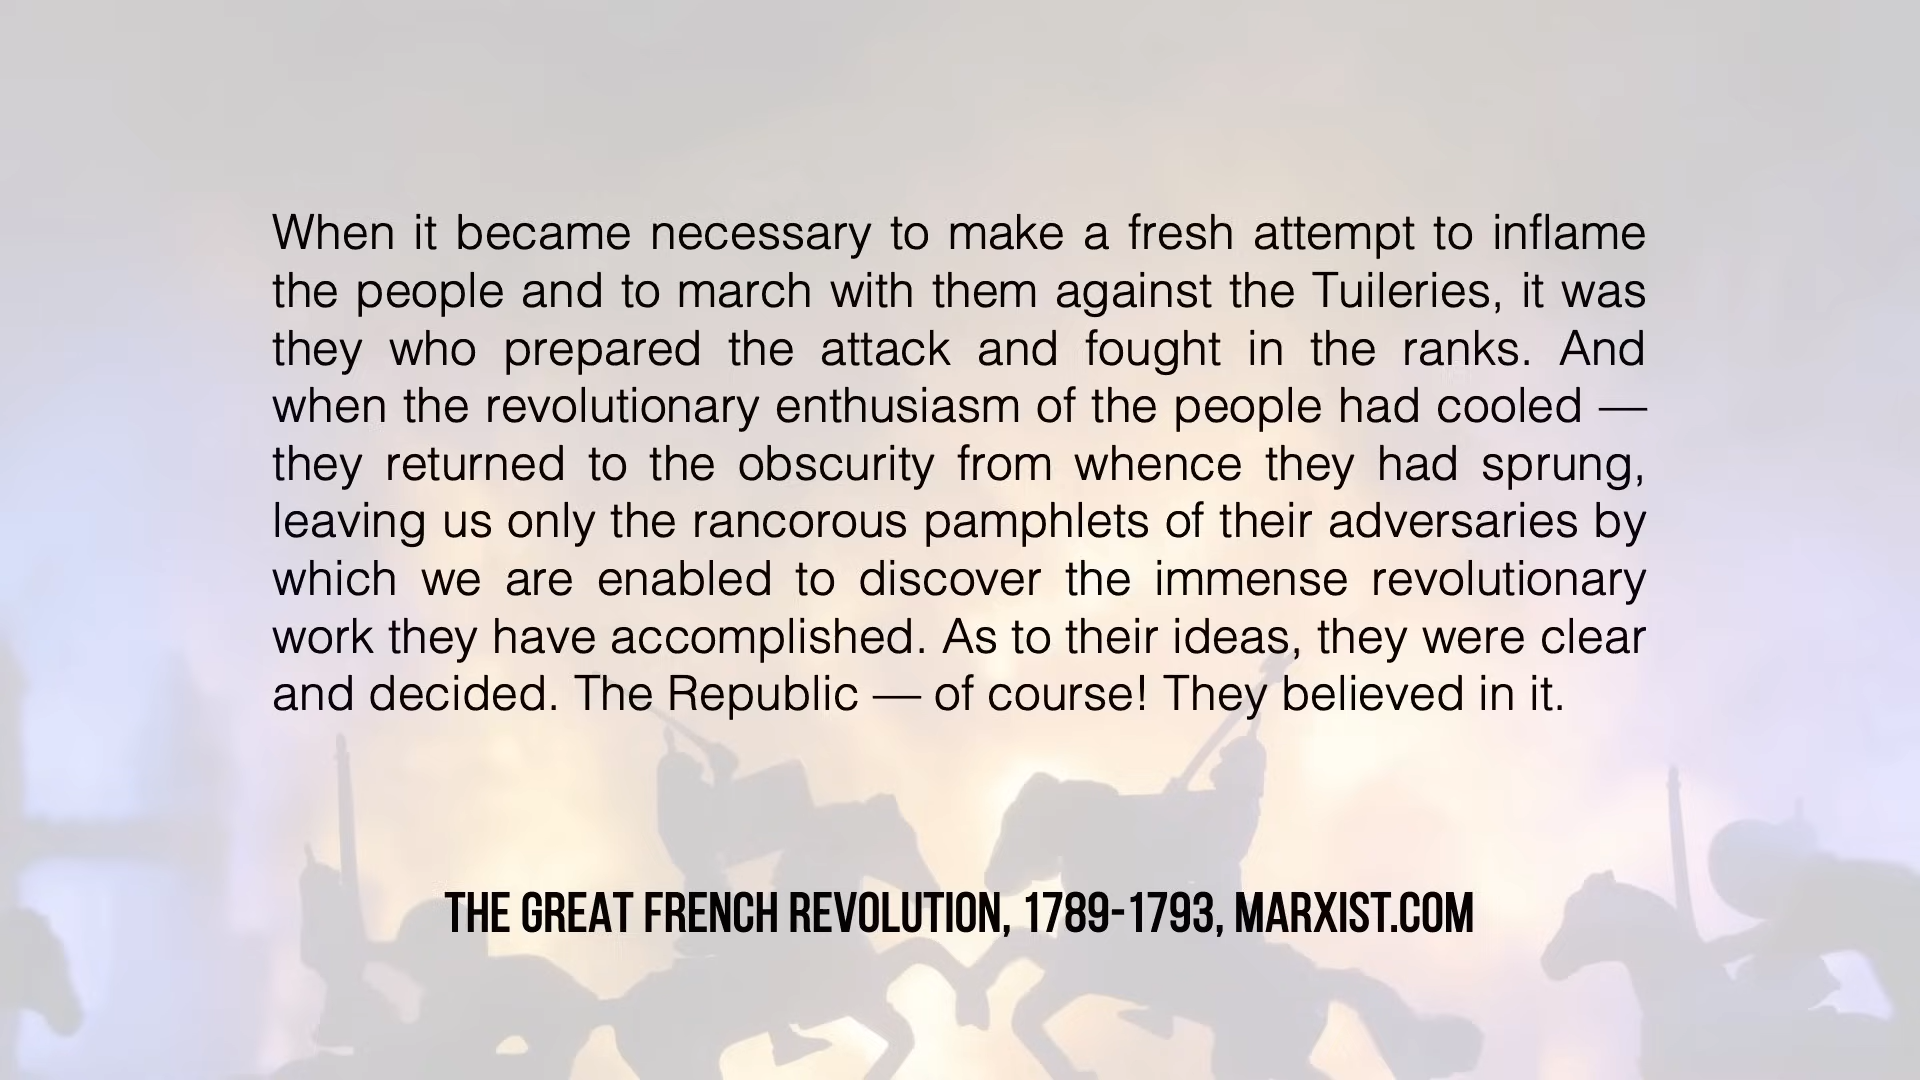 When it became necessary to make a fresh attempt to inflame
the people and to march with them against the Tuileries, it was
they who prepared the attack and fought in the ranks. And
when the revolutionary enthusiasm of the people had cooled —
they returned to the obscurity from whence they had sprung,
leaving us only the rancorous pamphlets of their adversaries by
which we are enabled to discover the immense revolutionary
work they have accomplished. As to their ideas, they were clear
and decided. The Republic — of course! They believed in it.
THE GREAT FRENCH REVOLUTION, 1789-1793, MARXIST.COM